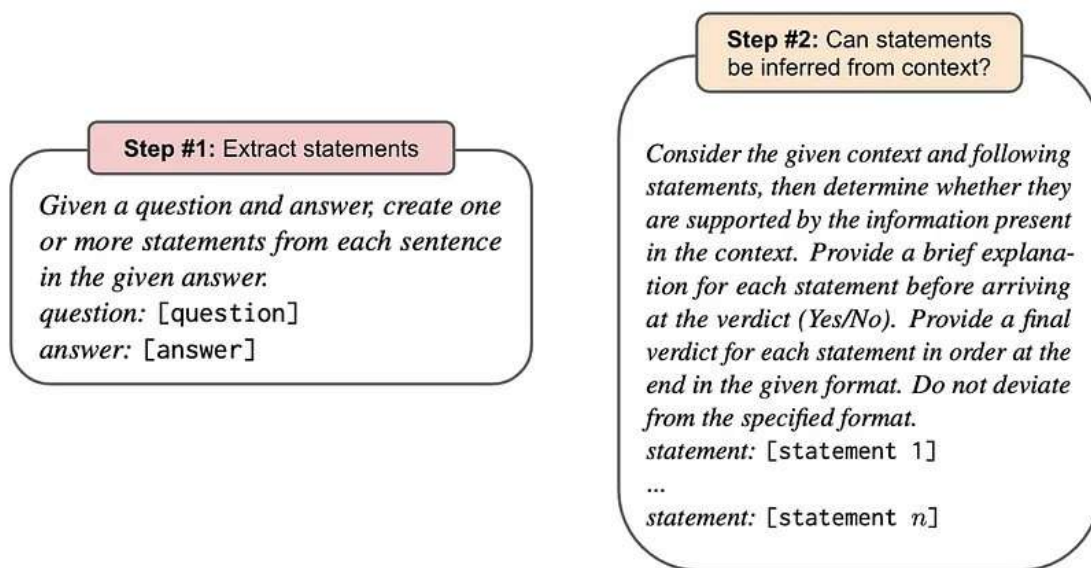 Step #1: Extract statements
Given a question and answer, create one
or more statements from each sentence
in the given answer.
question: [question]
answer: [answer]
Step #2: Can statements
be inferred from context?
Consider the given context and following
statements, then determine whether they
are supported by the information present
in the context. Provide a brief explana-
tion for each statement before arriving
at the verdict (Yes/No). Provide a final
verdict for each statement in order at the
end in the given format. Do not deviate
from the specified format.
statement: [statement 1]
...
statement: [statement n]